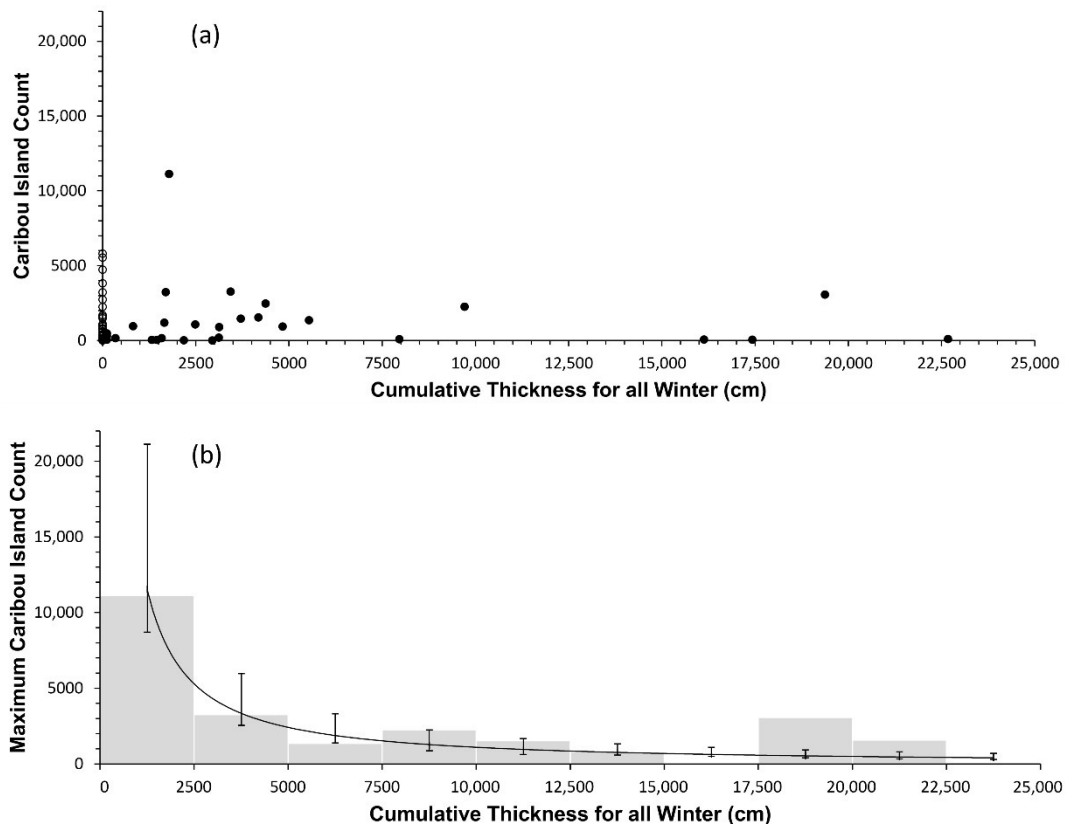 (a)
Caribou Island Count
20,000
15,000
10,000
5000
0
0 2500 5000 7500 10,000 12,500 15,000 17,500 20,000 22,500 25,000
Cumulative Thickness for all Winter (cm)
(b)
Maximum Caribou Island Count
20,000
15,000
10,000
5000
0
0 2500 5000 7500 10,000 12,500 15,000 17,500 20,000 22,500 25,000
Cumulative Thickness for all Winter (cm)